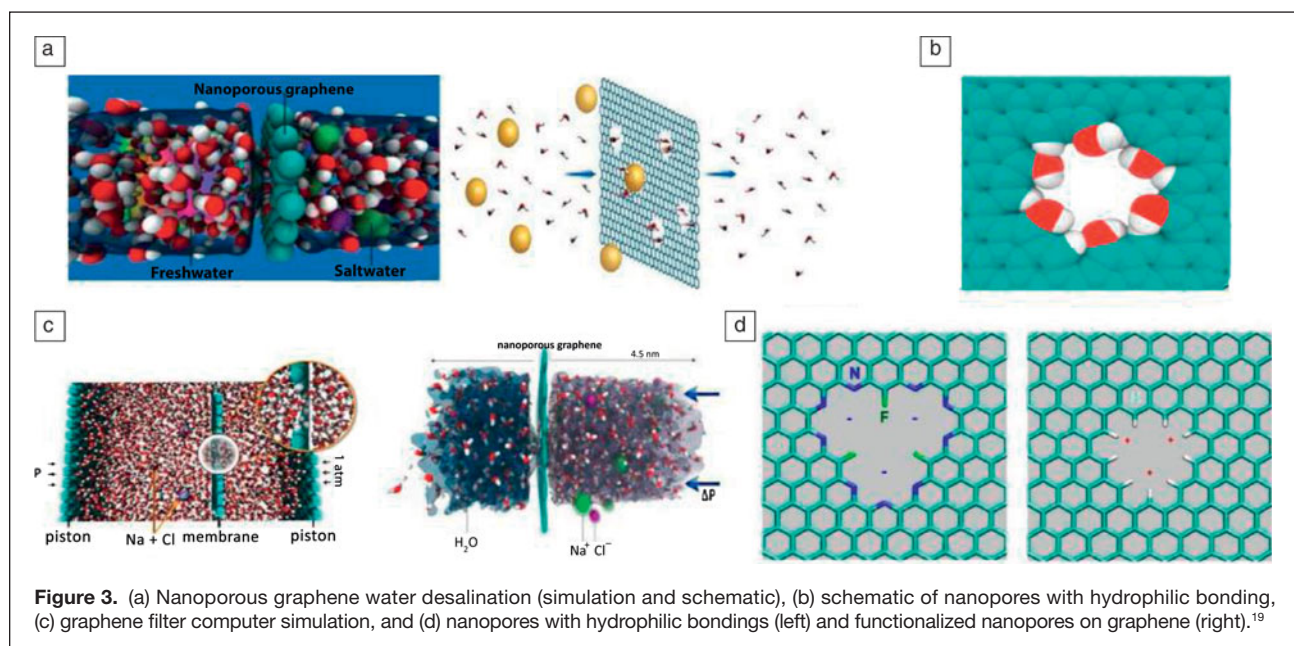 a
Nanoporous graphene
Freshwater
Saltwater
b
c
P
piston
Na + Cl
membrane
piston
1 atm
nanoporous graphene
4.5 nm
ΔP
H₂O
Na⁺ Cl⁻
d
N
F
-
-
-
+
+
+
Figure 3. (a) Nanoporous graphene water desalination (simulation and schematic), (b) schematic of nanopores with hydrophilic bonding,
(c) graphene filter computer simulation, and (d) nanopores with hydrophilic bondings (left) and functionalized nanopores on graphene (right).¹⁹